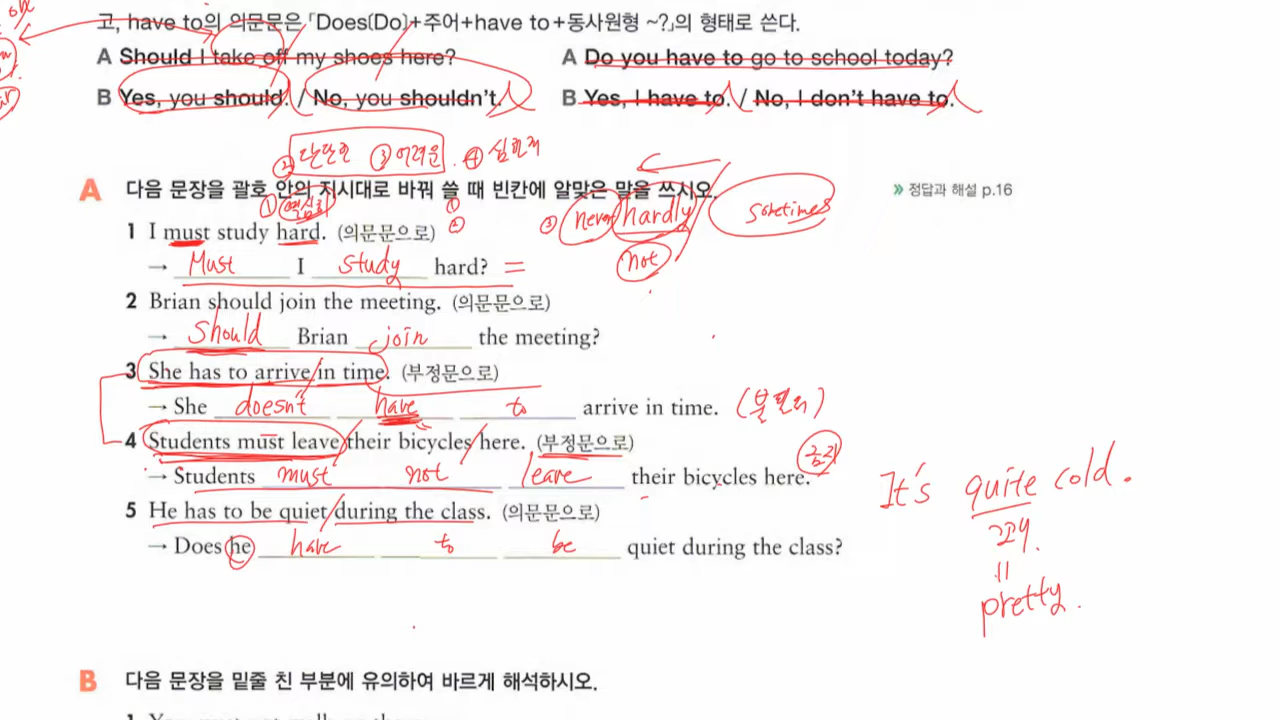 고, have to의 의문문은 「Does(Do)+주어+have to+동사원형 ~?」의 형태로 쓴다.
A Should I take off my shoes here?
B Yes, you should. / No, you shouldn't.
A Do you have to go to school today?
B Yes, I have to. / No, I don't have to.
② 단단한 ③ 어려운 ④ 심한
A 다음 문장을 괄호 안의 지시대로 바꿔 쓸 때 빈칸에 알맞은 말을 쓰시오.
» 정답과 해설 p.16
① 열심히 ① ② ③ never hardly sometimes
not
1 I must study hard. (의문문으로)
→ Must I study hard? =
2 Brian should join the meeting. (의문문으로)
→ should Brian join the meeting?
3 She has to arrive in time. (부정문으로)
→ She doesn't have to arrive in time. (불필요)
4 Students must leave their bicycles here. (부정문으로)
금지
→ Students must not leave their bicycles here.
5 He has to be quiet during the class. (의문문으로)
→ Does he have to be quiet during the class?
It's quite cold.
꽤.
=
pretty.
B 다음 문장을 밑줄 친 부분에 유의하여 바르게 해석하시오.